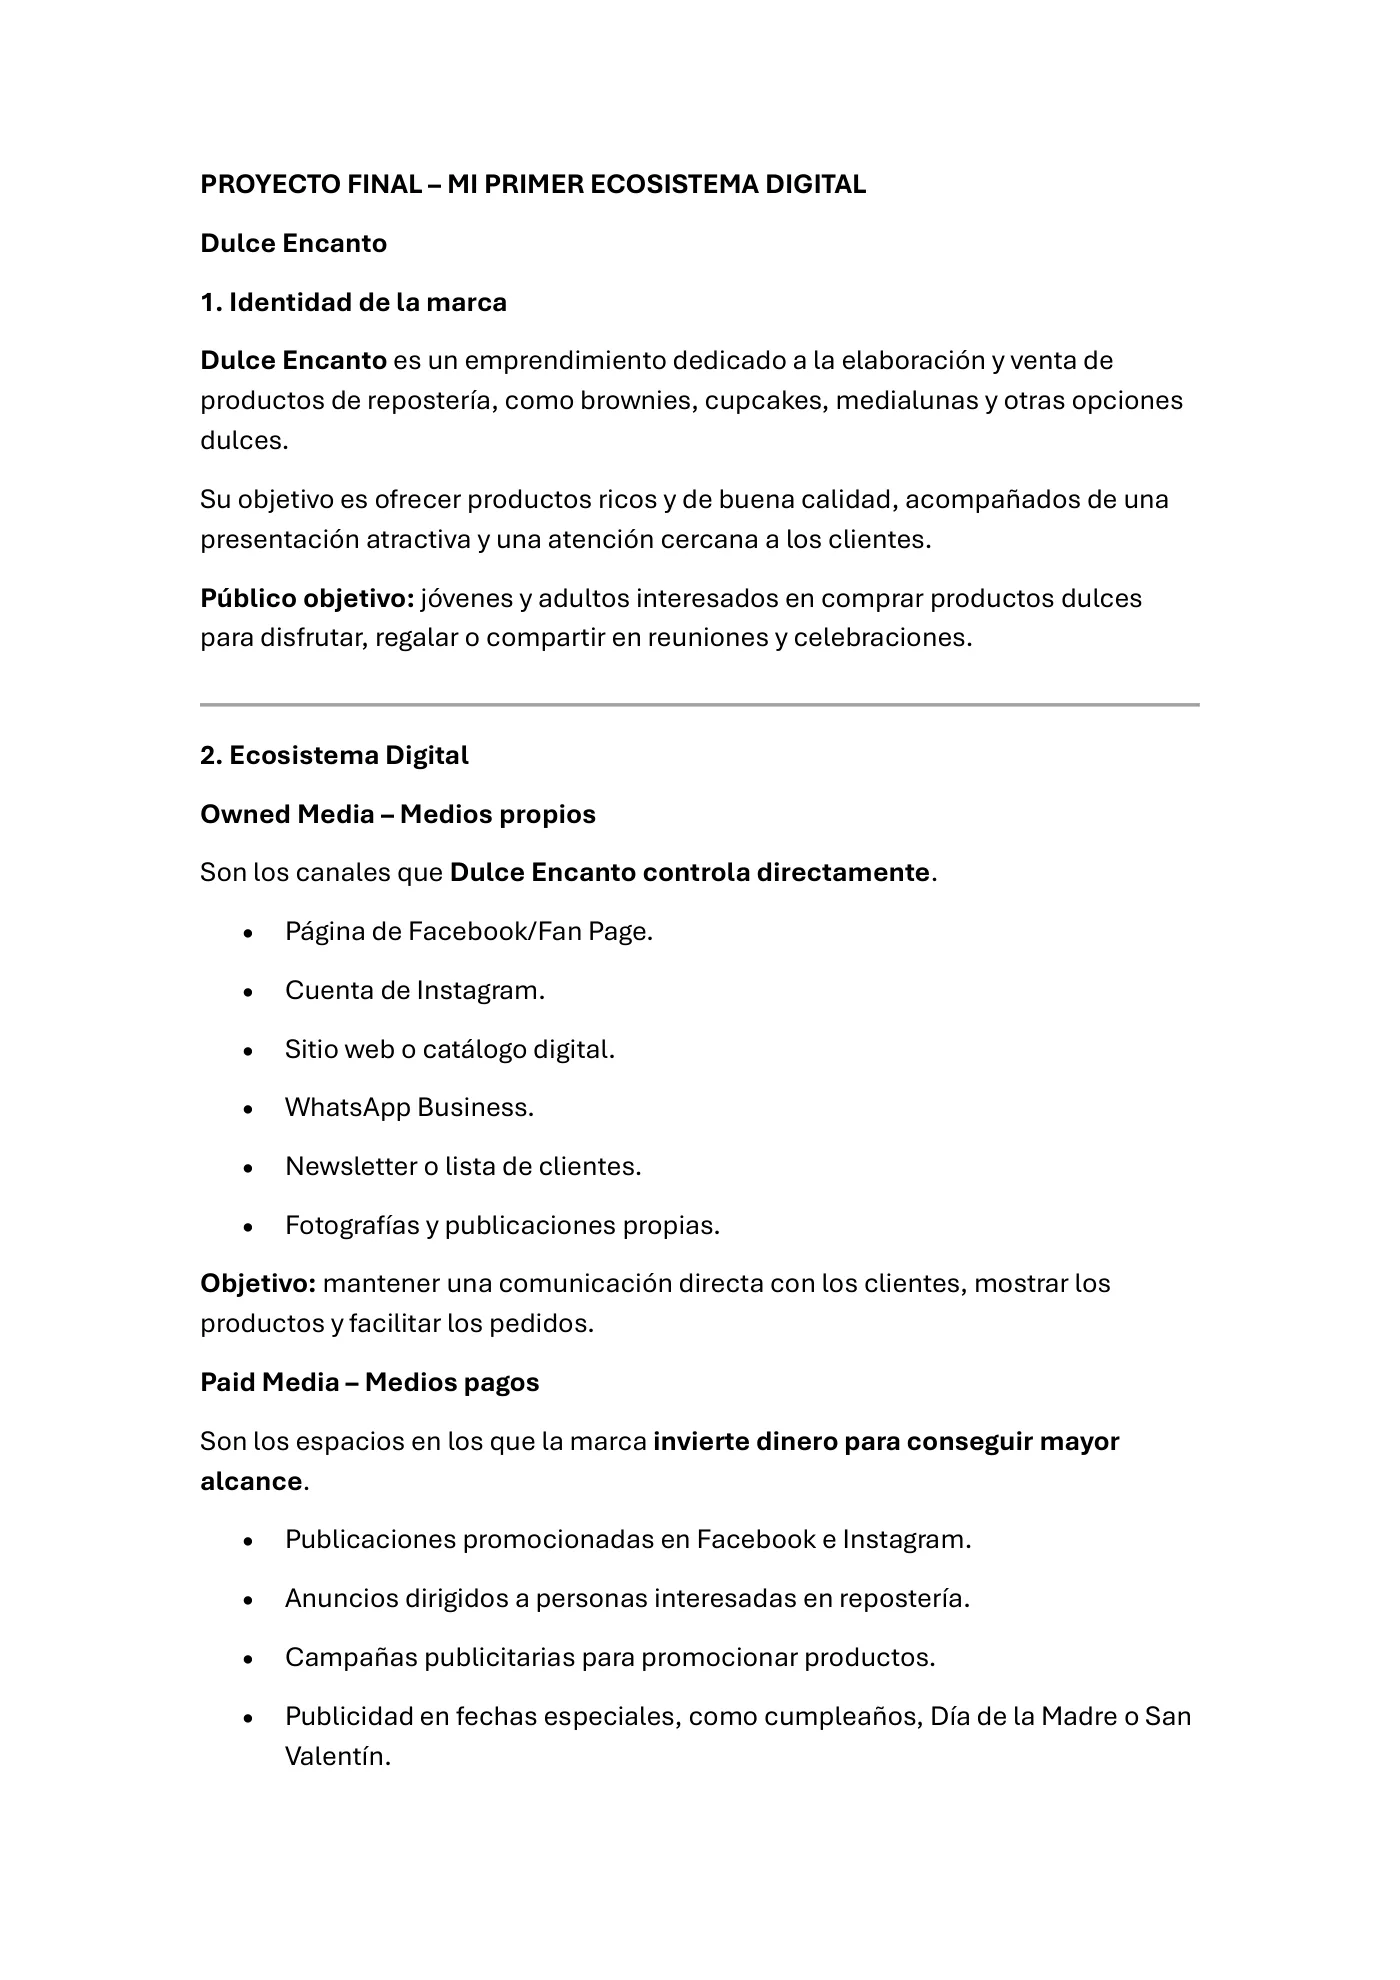 PROYECTO FINAL – MI PRIMER ECOSISTEMA DIGITAL
Dulce Encanto
1. Identidad de la marca
Dulce Encanto es un emprendimiento dedicado a la elaboración y venta de
productos de repostería, como brownies, cupcakes, medialunas y otras opciones
dulces.
Su objetivo es ofrecer productos ricos y de buena calidad, acompañados de una
presentación atractiva y una atención cercana a los clientes.
Público objetivo: jóvenes y adultos interesados en comprar productos dulces
para disfrutar, regalar o compartir en reuniones y celebraciones.
2. Ecosistema Digital
Owned Media – Medios propios
Son los canales que Dulce Encanto controla directamente.
• Página de Facebook/Fan Page.
• Cuenta de Instagram.
• Sitio web o catálogo digital.
• WhatsApp Business.
• Newsletter o lista de clientes.
• Fotografías y publicaciones propias.
Objetivo: mantener una comunicación directa con los clientes, mostrar los
productos y facilitar los pedidos.
Paid Media – Medios pagos
Son los espacios en los que la marca invierte dinero para conseguir mayor
alcance.
• Publicaciones promocionadas en Facebook e Instagram.
• Anuncios dirigidos a personas interesadas en repostería.
• Campañas publicitarias para promocionar productos.
• Publicidad en fechas especiales, como cumpleaños, Día de la Madre o San
Valentín.